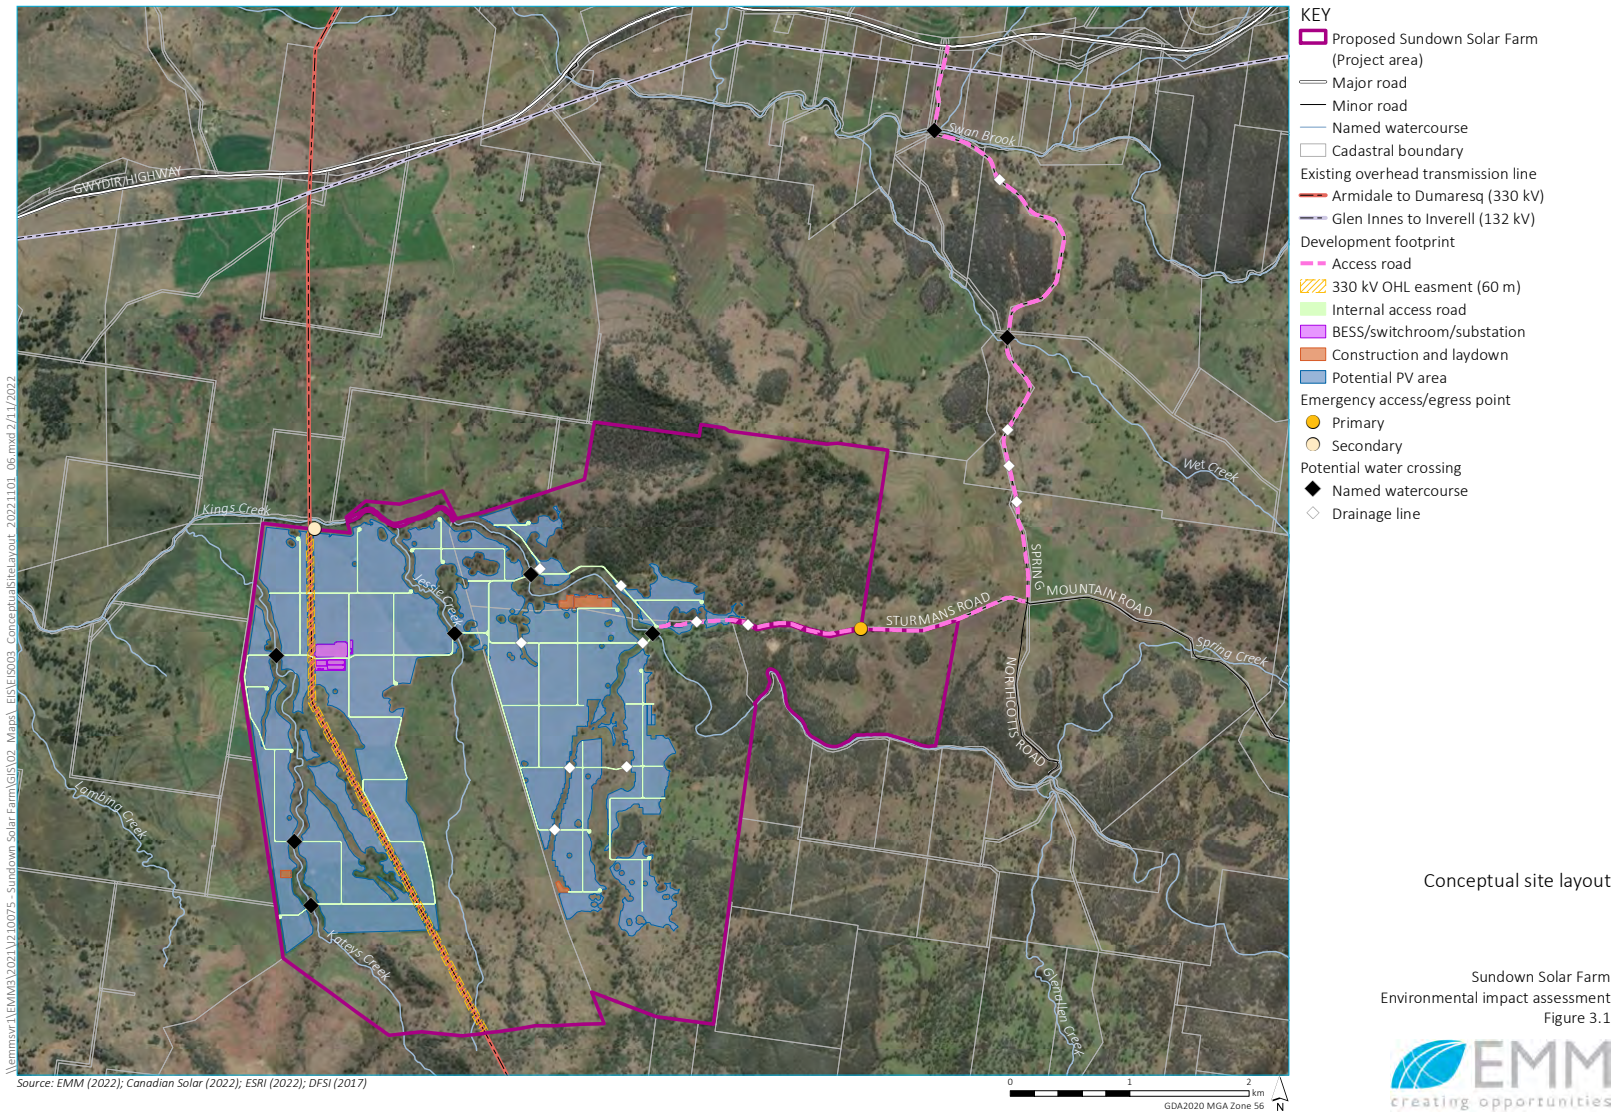 KEY
Proposed Sundown Solar Farm
(Project area)
Major road
Minor road
Named watercourse
Cadastral boundary
Existing overhead transmission line
Armidale to Dumaresq (330 kV)
Glen Innes to Inverell (132 kV)
Development footprint
Access road
330 kV OHL easment (60 m)
Internal access road
BESS/switchroom/substation
Construction and laydown
Potential PV area
Emergency access/egress point
Primary
Secondary
Potential water crossing
Named watercourse
Drainage line
GWYDIR HIGHWAY
Swan Brook
Wet Creek
Kings Creek
Jessie Creek
SPRING
MOUNTAIN ROAD
STURMANS ROAD
Spring Creek
NORTHCOTTS ROAD
Lambing Creek
Kateys Creek
Glenallen Creek
\\emmsvr1\EMM3\2021\J210075 - Sundown Solar Farm\GIS\02_Maps\_EIS\EIS003_ConceptualSiteLayout_20221101_06.mxd 2/11/2022
Conceptual site layout
Sundown Solar Farm
Environmental impact assessment
Figure 3.1
EMM
creating opportunities
Source: EMM (2022); Canadian Solar (2022); ESRI (2022); DFSI (2017)
0 1 2
km
GDA2020 MGA Zone 56
N